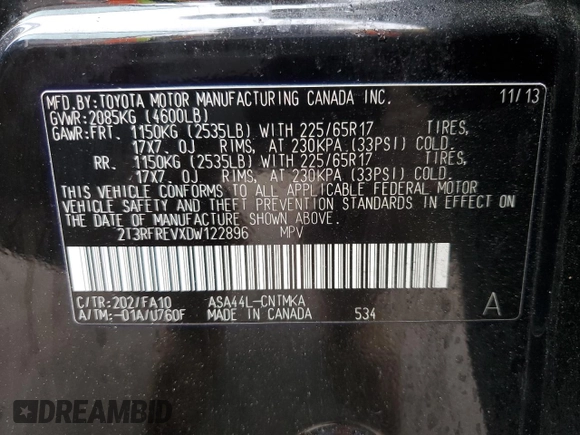 MFD.BY:TOYOTA MOTOR MANUFACTURING CANADA INC. 11/13
GVWR:2085KG (4600LB)
GAWR:FRT. 1150KG (2535LB) WITH 225/65R17 TIRES,
17X7. 0J RIMS, AT 230KPA (33PSI) COLD.
RR. 1150KG (2535LB) WITH 225/65R17 TIRES,
17X7. 0J RIMS, AT 230KPA (33PSI) COLD.
THIS VEHICLE CONFORMS TO ALL APPLICABLE FEDERAL MOTOR
VEHICLE SAFETY AND THEFT PREVENTION STANDARDS IN EFFECT ON
THE DATE OF MANUFACTURE SHOWN ABOVE.
2T3RFREVXDW122896 MPV
C/TR:202/FA10 ASA44L-CNTMKA A
A/TM:-01A/U760F MADE IN CANADA 534
DREAMBID